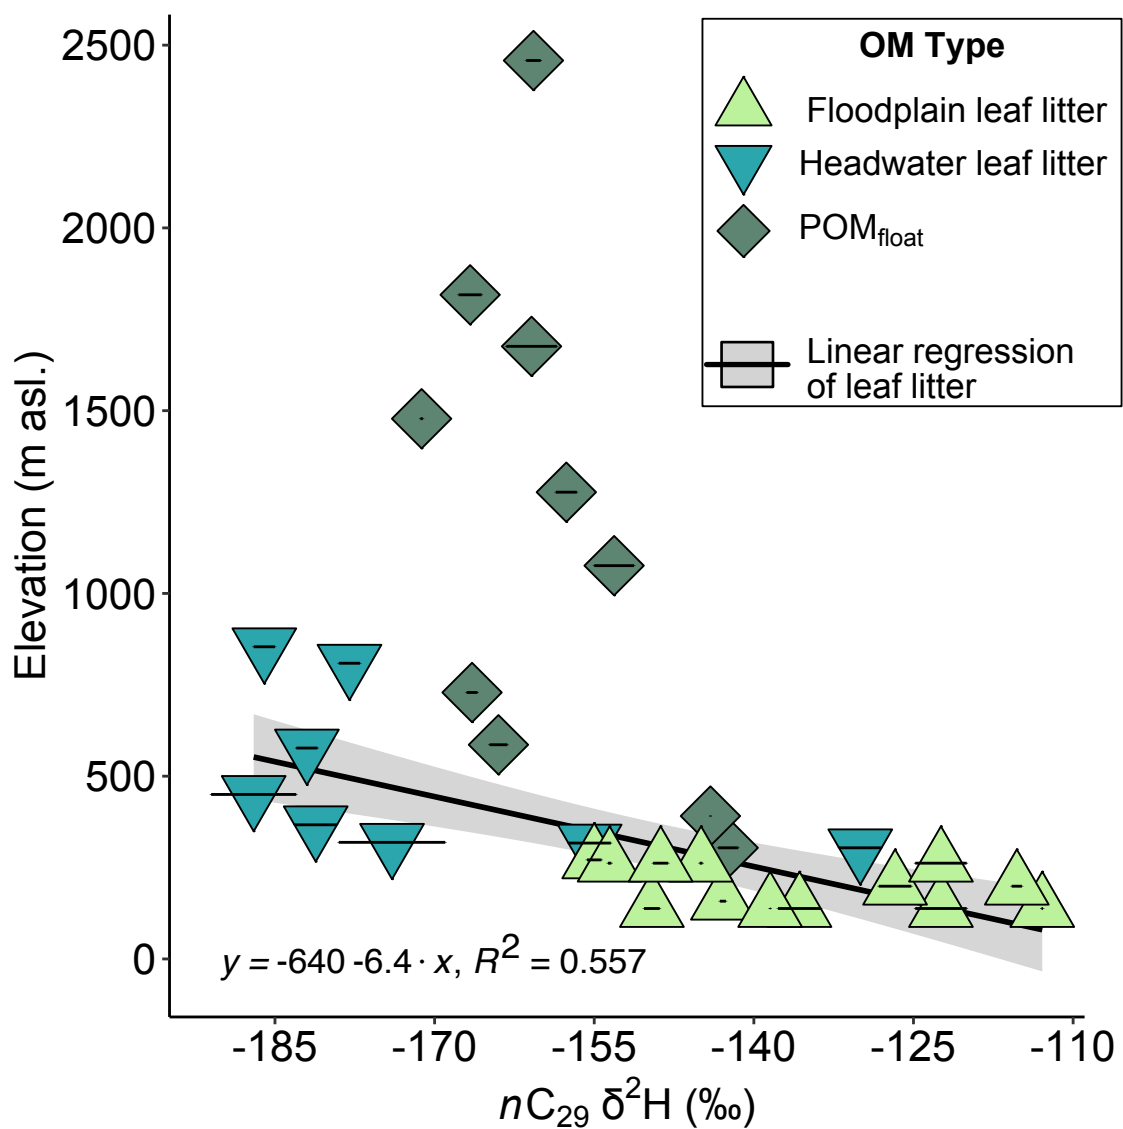 OM Type
Floodplain leaf litter
Headwater leaf litter
POMfloat
Linear regression
of leaf litter
Elevation (m asl.)
2500
2000
1500
1000
500
0
y = -640 -6.4 · x, R² = 0.557
-185 -170 -155 -140 -125 -110
nC₂₉ δ²H (‰)